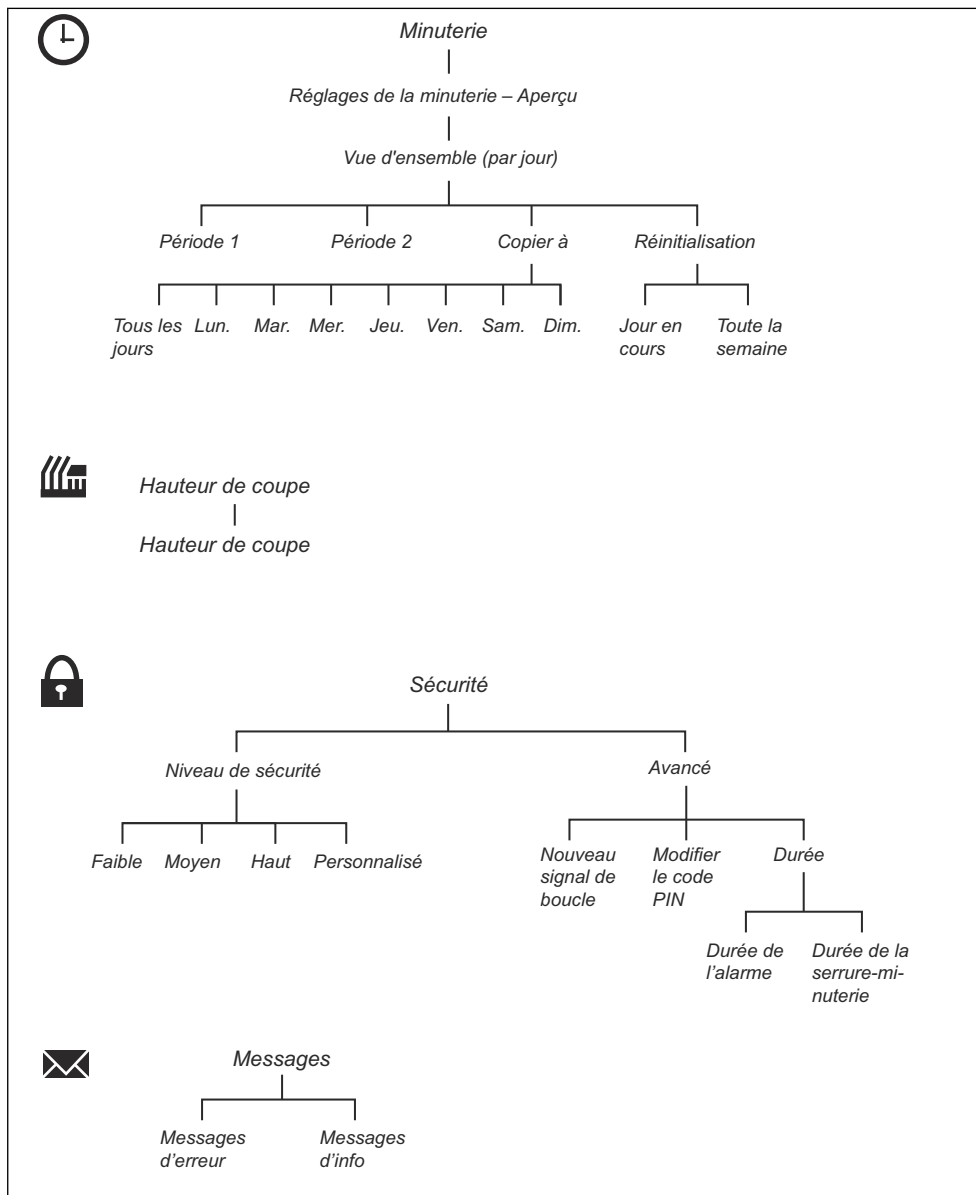 Minuterie
Réglages de la minuterie – Aperçu
Vue d'ensemble (par jour)
Période 1
Période 2
Copier à
Réinitialisation
Tous les
jours
Lun.
Mar.
Mer.
Jeu.
Ven.
Sam.
Dim.
Jour en
cours
Toute la
semaine
Hauteur de coupe
Hauteur de coupe
Sécurité
Niveau de sécurité
Avancé
Faible
Moyen
Haut
Personnalisé
Nouveau
signal de
boucle
Modifier
le code
PIN
Durée
Durée de
l’alarme
Durée de la
serrure-mi-
nuterie
Messages
Messages
d’erreur
Messages
d’info